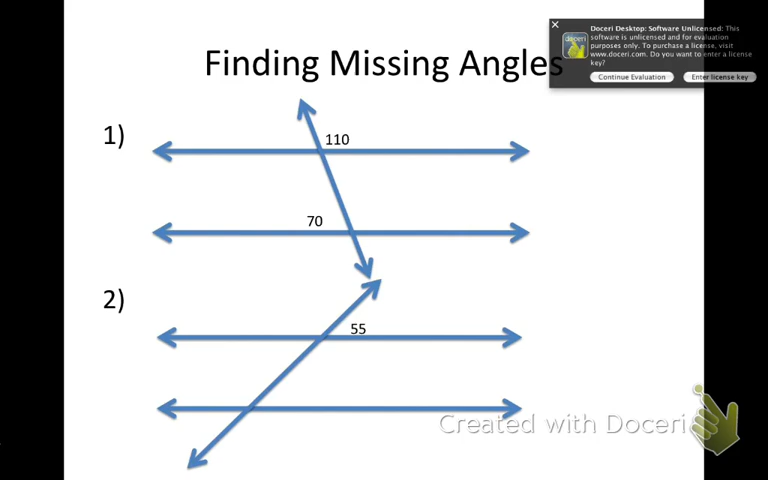 Finding Missing Angles
Doceri Desktop: Software Unlicensed: This
software is unlicensed and for evaluation
purposes only. To purchase a license, visit
www.doceri.com. Do you want to enter a license
key?
doceri
Continue Evaluation
Enter license key
1)
110
70
2)
55
Created with Doceri